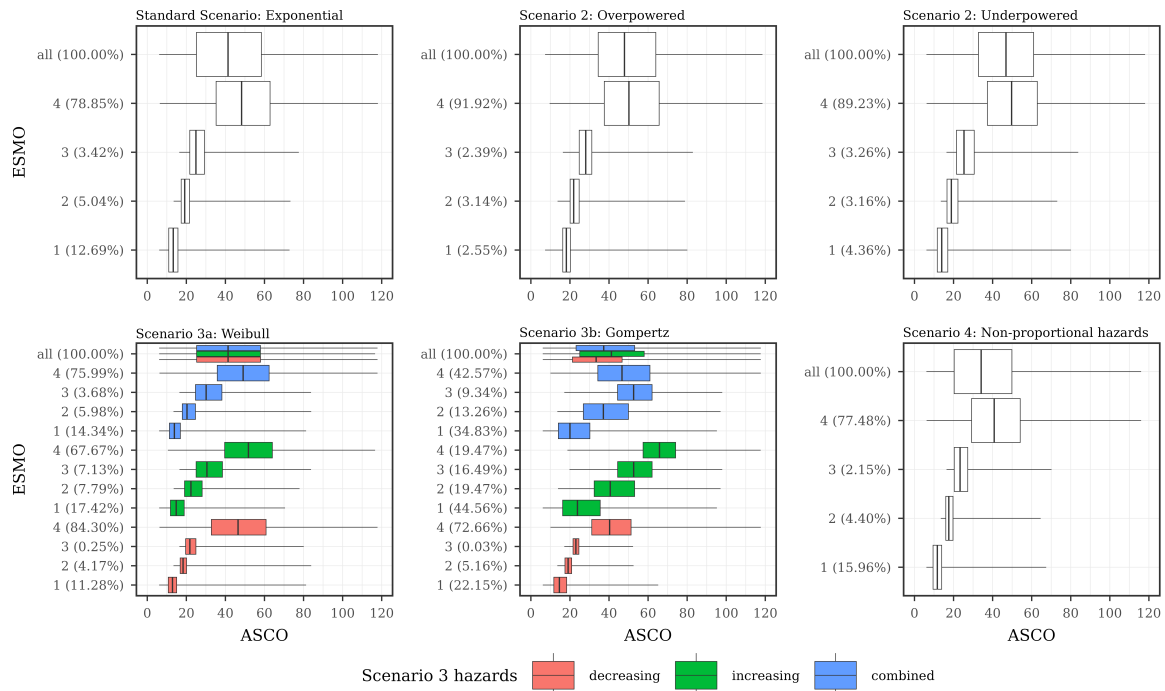 Standard Scenario: Exponential
ESMO
all (100.00%)
4 (78.85%)
3 (3.42%)
2 (5.04%)
1 (12.69%)
0 20 40 60 80 100 120
Scenario 2: Overpowered
all (100.00%)
4 (91.92%)
3 (2.39%)
2 (3.14%)
1 (2.55%)
0 20 40 60 80 100 120
Scenario 2: Underpowered
all (100.00%)
4 (89.23%)
3 (3.26%)
2 (3.16%)
1 (4.36%)
0 20 40 60 80 100 120
Scenario 3a: Weibull
ESMO
all (100.00%)
4 (75.99%)
3 (3.68%)
2 (5.98%)
1 (14.34%)
4 (67.67%)
3 (7.13%)
2 (7.79%)
1 (17.42%)
4 (84.30%)
3 (0.25%)
2 (4.17%)
1 (11.28%)
0 20 40 60 80 100 120
ASCO
Scenario 3b: Gompertz
all (100.00%)
4 (42.57%)
3 (9.34%)
2 (13.26%)
1 (34.83%)
4 (19.47%)
3 (16.49%)
2 (19.47%)
1 (44.56%)
4 (72.66%)
3 (0.03%)
2 (5.16%)
1 (22.15%)
0 20 40 60 80 100 120
ASCO
Scenario 4: Non-proportional hazards
all (100.00%)
4 (77.48%)
3 (2.15%)
2 (4.40%)
1 (15.96%)
0 20 40 60 80 100 120
ASCO
Scenario 3 hazards decreasing increasing combined